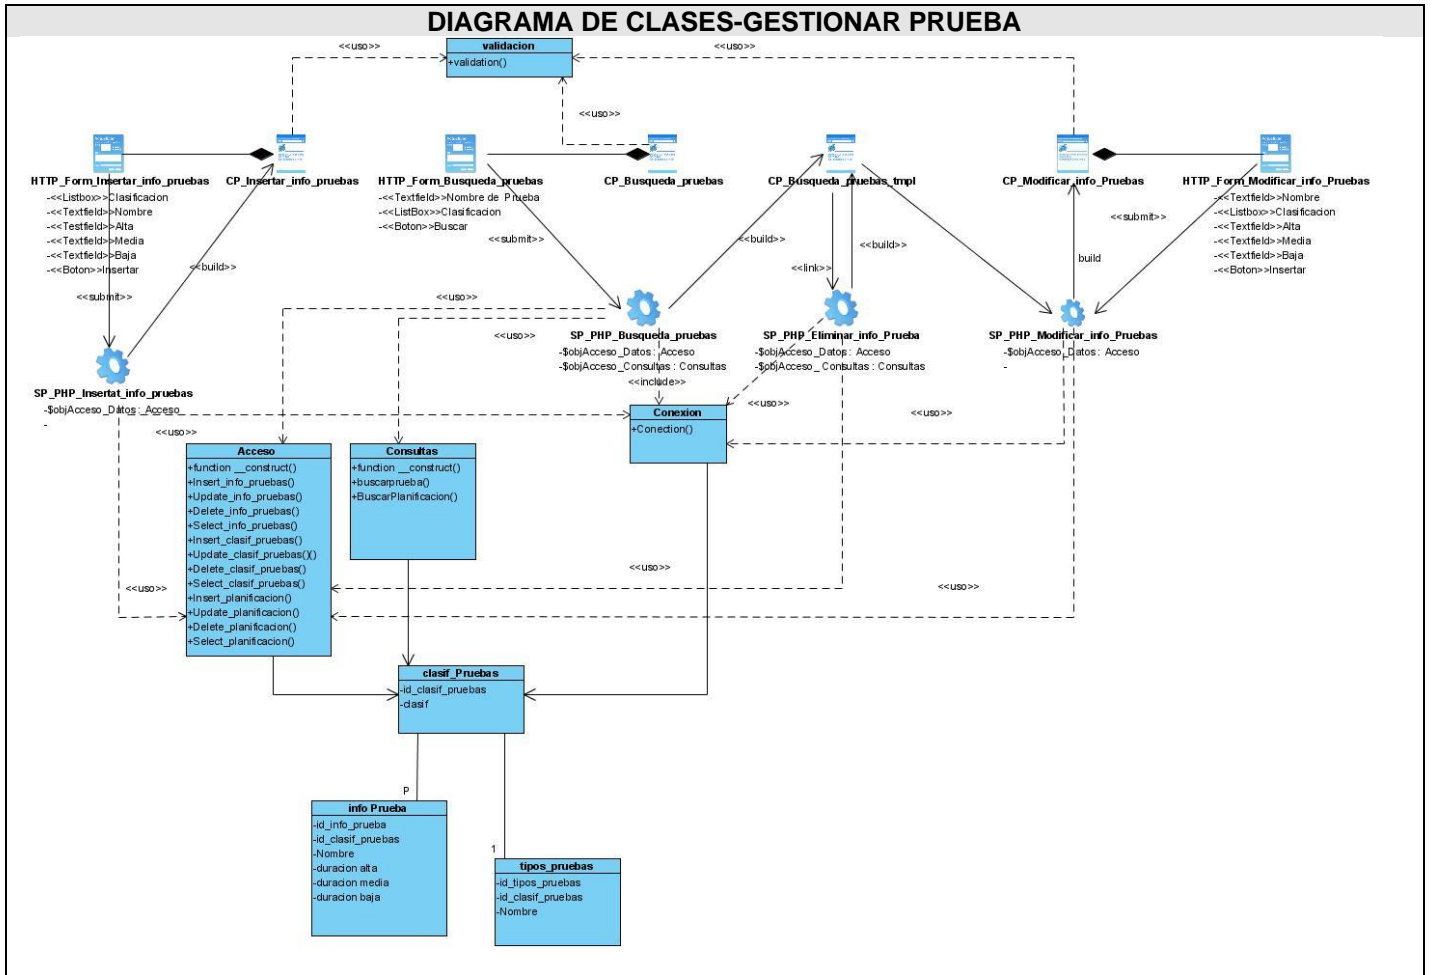 DIAGRAMA DE CLASES-GESTIONAR PRUEBA
<<uso>>
validacion
+validation()
<<uso>>
<<uso>>
HTTP_Form_Insertar_info_pruebas
-<<Listbox>>Clasificacion
-<<Textfield>>Nombre
-<<Testfield>>Alta
-<<Textfield>>Media
-<<Textfield>>Baja
-<<Boton>>Insertar
CP_Insertar_info_pruebas
HTTP_Form_Busqueda_pruebas
-<<Textfield>>Nombre de Prueba
-<<ListBox>>Clasificacion
-<<Boton>>Buscar
CP_Busqueda_pruebas
CP_Busqueda_pruebas_tmpl
CP_Modificar_info_Pruebas
HTTP_Form_Modificar_info_Pruebas
-<<Textfield>>Nombre
-<<Listbox>>Clasificacion
-<<Textfield>>Alta
-<<Textfield>>Media
-<<Textfield>>Baja
-<<Boton>>Insertar
<<submit>>
<<build>>
<<submit>>
<<build>>
<<link>>
<<build>>
build
<<submit>>
<<uso>>
<<uso>>
SP_PHP_Busqueda_pruebas
-$objAcceso_Datos : Acceso
-$objAcceso_Consultas : Consultas
SP_PHP_Eliminar_info_Prueba
-$objAcceso_Datos : Acceso
-$objAcceso_ Consultas : Consultas
SP_PHP_Modificar_info_Pruebas
-$objAcceso_Datos : Acceso
-
SP_PHP_Insertat_info_pruebas
-$objAcceso_Datos : Acceso
-
<<include>>
<<uso>>
<<uso>>
<<uso>>
Conexion
+Conection()
Acceso
+function __construct()
+Insert_info_pruebas()
+Update_info_pruebas()
+Delete_info_pruebas()
+Select_info_pruebas()
+Insert_clasif_pruebas()
+Update_clasif_pruebas()()
+Delete_clasif_pruebas()
+Select_clasif_pruebas()
+Insert_planificacion()
+Update_planificacion()
+Delete_planificacion()
+Select_planificacion()
Consultas
+function __construct()
+buscarprueba()
+BuscarPlanificacion()
<<uso>>
<<uso>>
<<uso>>
clasif_Pruebas
-id_clasif_pruebas
-clasif
P
info Prueba
-id_info_prueba
-id_clasif_pruebas
-Nombre
-duracion alta
-duracion media
-duracion baja
1
tipos_pruebas
-id_tipos_pruebas
-id_clasif_pruebas
-Nombre